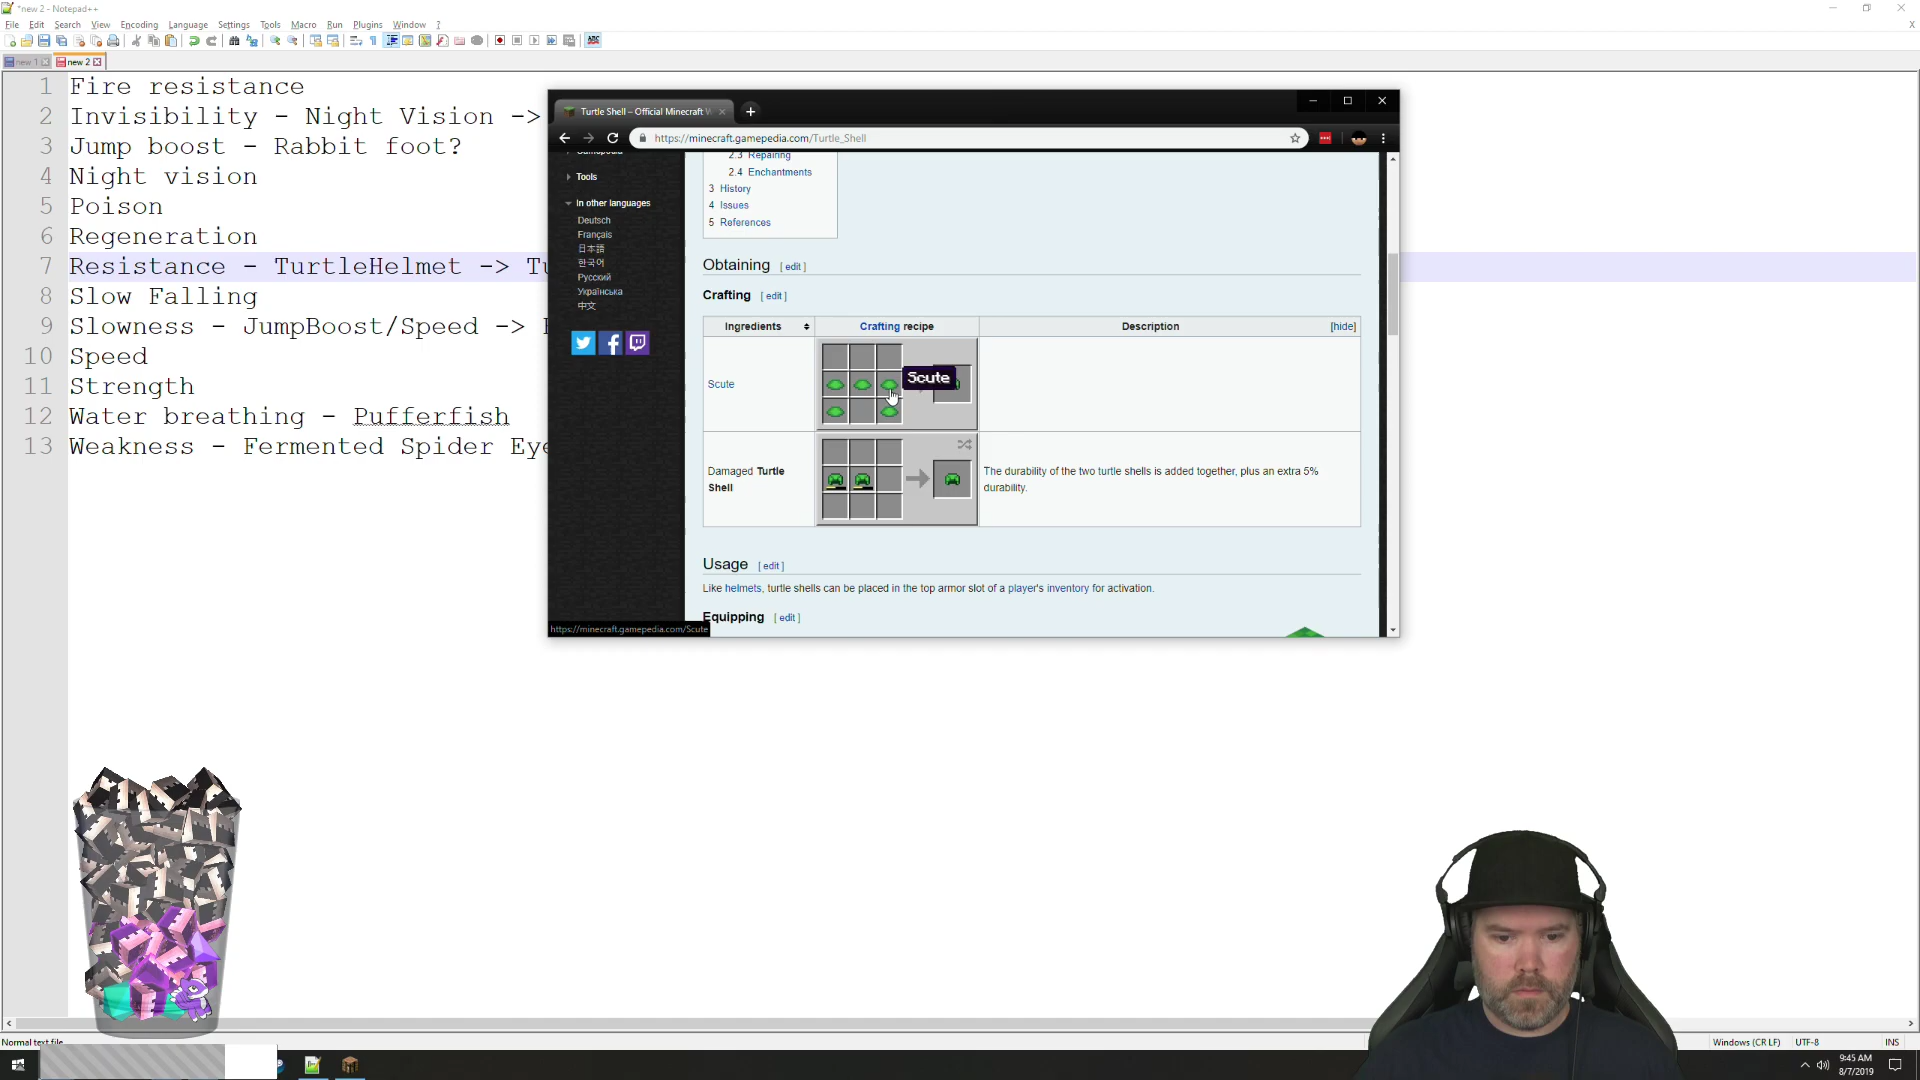 *new 2 - Notepad++
File Edit Search View Encoding Language Settings Tools Macro Run Plugins Window ?
X
new 1 new 2
1 Fire resistance
2 Invisibility - Night Vision ->
3 Jump boost - Rabbit foot?
4 Night vision
5 Poison
6 Regeneration
7 Resistance - TurtleHelmet -> Tu
8 Slow Falling
9 Slowness - JumpBoost/Speed ->
10 Speed
11 Strength
12 Water breathing - Pufferfish
13 Weakness - Fermented Spider Eye
Turtle Shell – Official Minecraft W
https://minecraft.gamepedia.com/Turtle_Shell
Gamepedia
Tools
In other languages
Deutsch
Français
日本語
한국어
Русский
Українська
中文
2.3 Repairing
2.4 Enchantments
3 History
4 Issues
5 References
Obtaining [edit]
Crafting [edit]
Ingredients Crafting recipe Description [hide]
Scute
Scute
Damaged Turtle
Shell
The durability of the two turtle shells is added together, plus an extra 5%
durability.
Usage [edit]
Like helmets, turtle shells can be placed in the top armor slot of a player's inventory for activation.
Equipping [edit]
https://minecraft.gamepedia.com/Scute
Normal text file
Windows (CR LF) UTF-8 INS
9:45 AM
8/7/2019